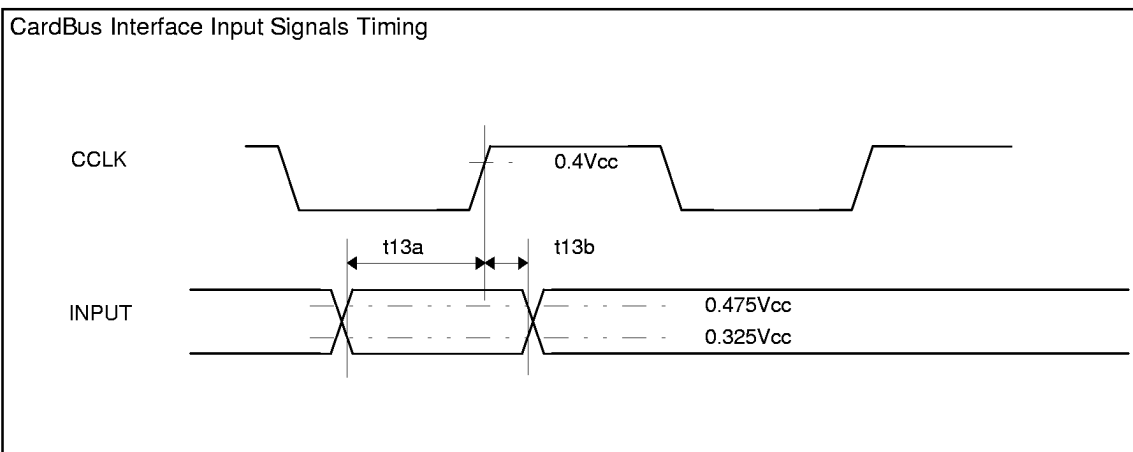 CardBus Interface Input Signals Timing
CCLK
0.4Vcc
t13a
t13b
INPUT
0.475Vcc
0.325Vcc